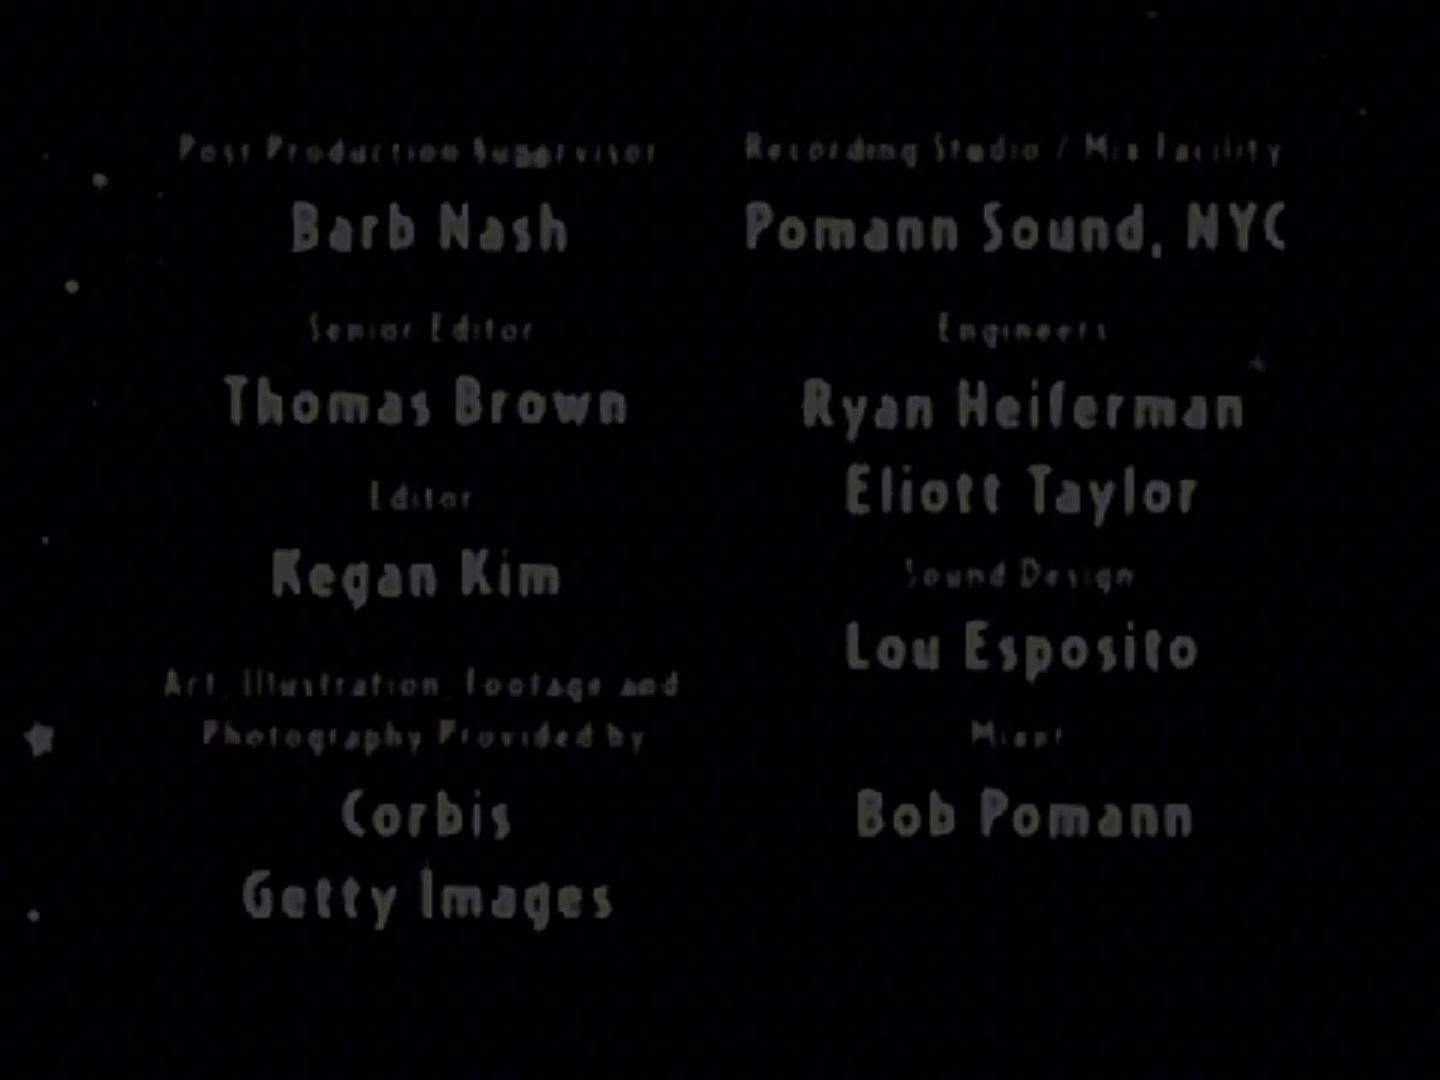 Post Production Supervisor
Barb Nash
Senior Editor
Thomas Brown
Editor
Kegan Kim
Art, Illustration, Footage and
Photography Provided by
Corbis
Getty Images
Recording Studio / Mix Facility
Pomann Sound, NYC
Engineers
Ryan Heiferman
Eliott Taylor
Sound Design
Lou Esposito
Mixer
Bob Pomann